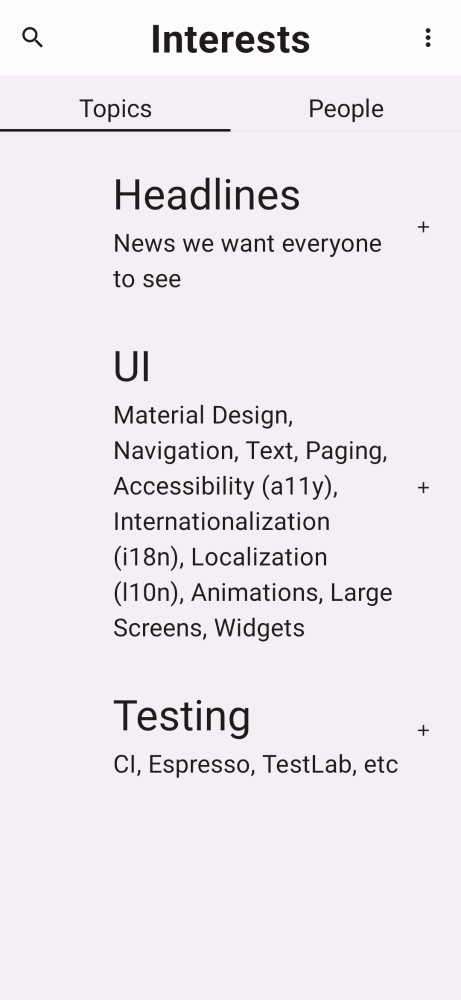 Interests
Topics
People
Headlines
News we want everyone
to see
+
UI
Material Design,
Navigation, Text, Paging,
Accessibility (a11y),
Internationalization
(i18n), Localization
(l10n), Animations, Large
Screens, Widgets
+
Testing
CI, Espresso, TestLab, etc
+